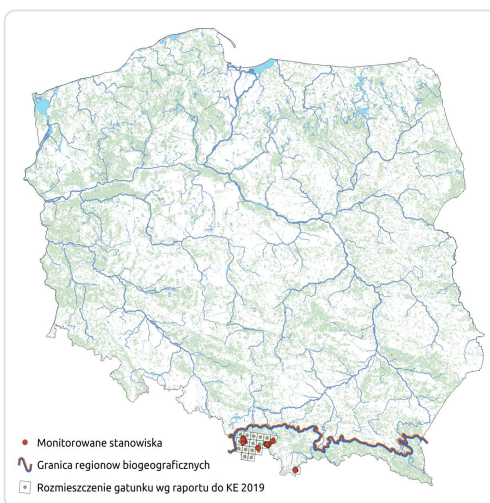 Monitorowane stanowiska
Granica regionow biogeograficznych
Rozmieszczenie gatunku wg raportu do KE 2019